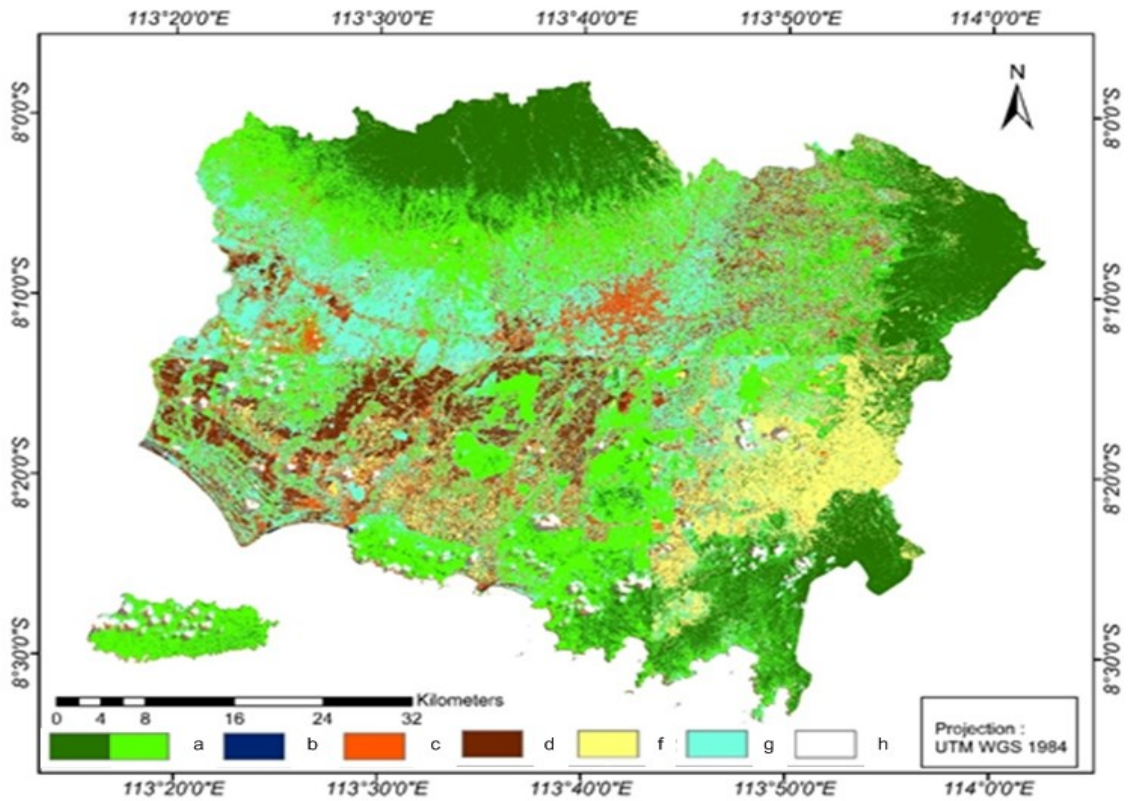 113°20'0"E 113°30'0"E 113°40'0"E 113°50'0"E 114°0'0"E
N
8°0'0"S 8°0'0"S
8°10'0"S 8°10'0"S
8°20'0"S 8°20'0"S
8°30'0"S 8°30'0"S
Kilometers
0 4 8 16 24 32
a b c d f g h
Projection :
UTM WGS 1984
113°20'0"E 113°30'0"E 113°40'0"E 113°50'0"E 114°0'0"E